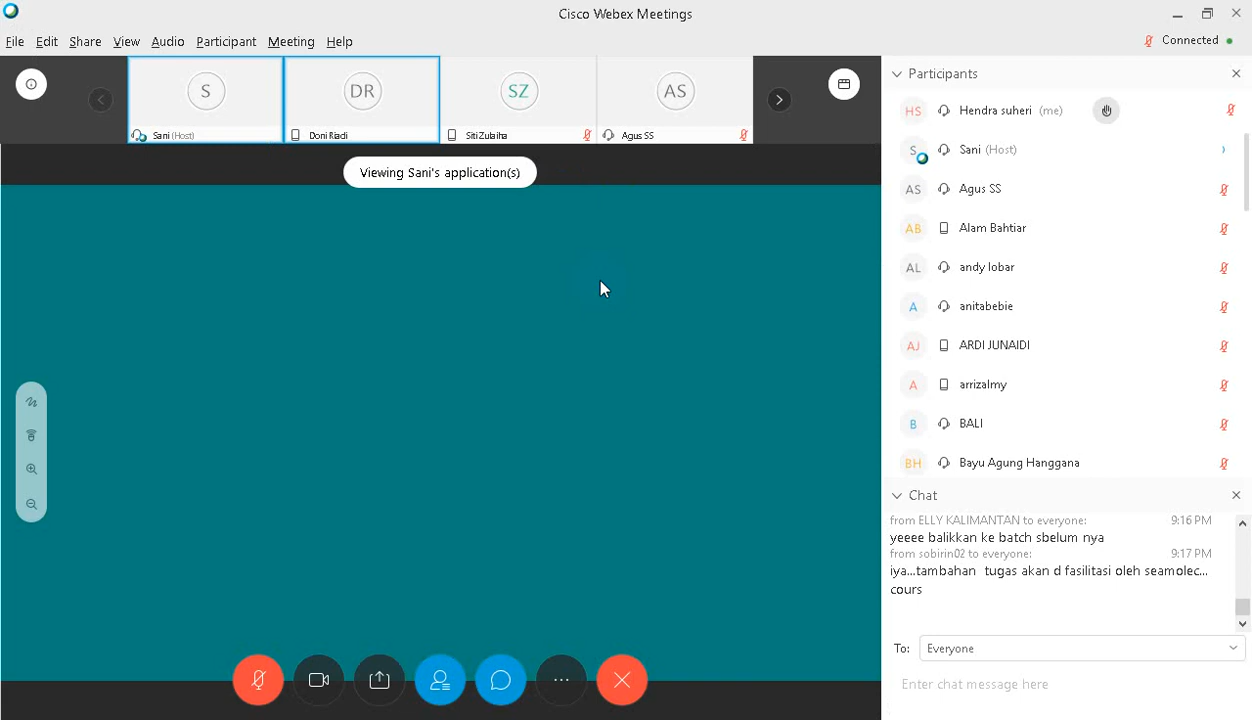 Cisco Webex Meetings
File Edit Share View Audio Participant Meeting Help
Connected
S
DR
SZ
AS
Sani (Host)
Doni Riadi
Siti Zulaiha
Agus SS
Viewing Sani's application(s)
Participants
HS Hendra suheri (me)
S Sani (Host)
AS Agus SS
AB Alam Bahtiar
AL andy lobar
A anitabebie
AJ ARDI JUNAIDI
A arrizalmy
B BALI
BH Bayu Agung Hanggana
Chat
from ELLY KALIMANTAN to everyone: 9:16 PM
yeeee balikkan ke batch sbelum nya
from sobirin02 to everyone: 9:17 PM
iya...tambahan tugas akan d fasilitasi oleh seamolec...
cours
To: Everyone
Enter chat message here